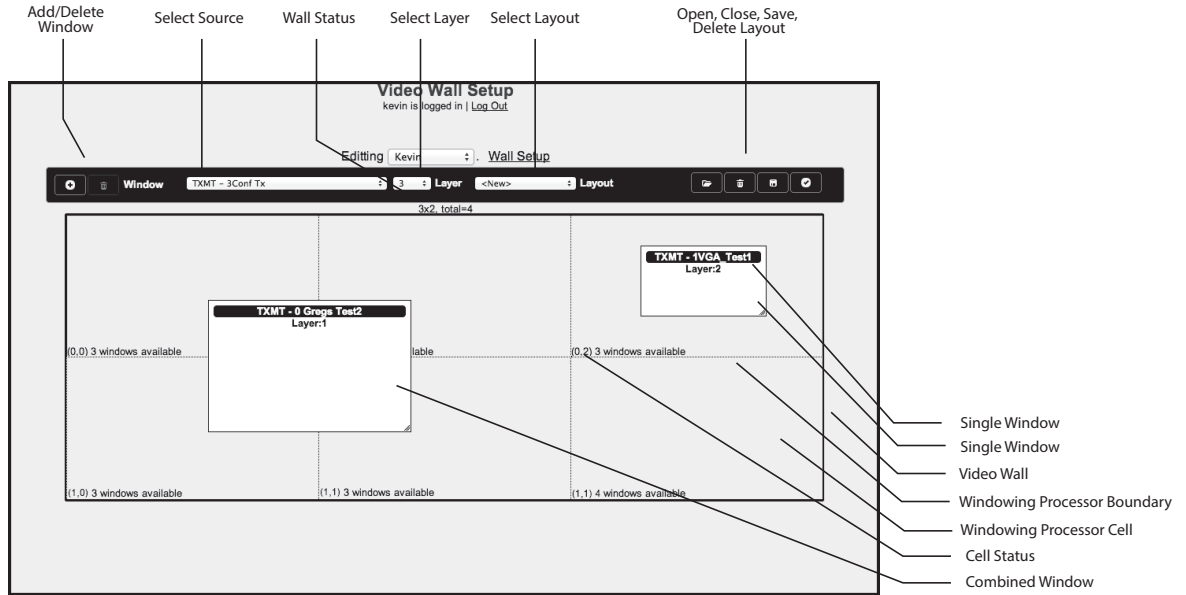 Add/Delete
Window
Select Source
Wall Status
Select Layer
Select Layout
Open, Close, Save,
Delete Layout
Video Wall Setup
kevin is logged in | Log Out
Editting Kevin . Wall Setup
Window TXMT - 3Conf Tx 3 Layer <New> Layout
3x2, total=4
TXMT - 1VGA_Test1
Layer:2
TXMT - 0 Gregs Test2
Layer:1
(0,0) 3 windows available
lable
(0,2) 3 windows available
(1,0) 3 windows available
(1,1) 3 windows available
(1,1) 4 windows available
Single Window
Single Window
Video Wall
Windowing Processor Boundary
Windowing Processor Cell
Cell Status
Combined Window